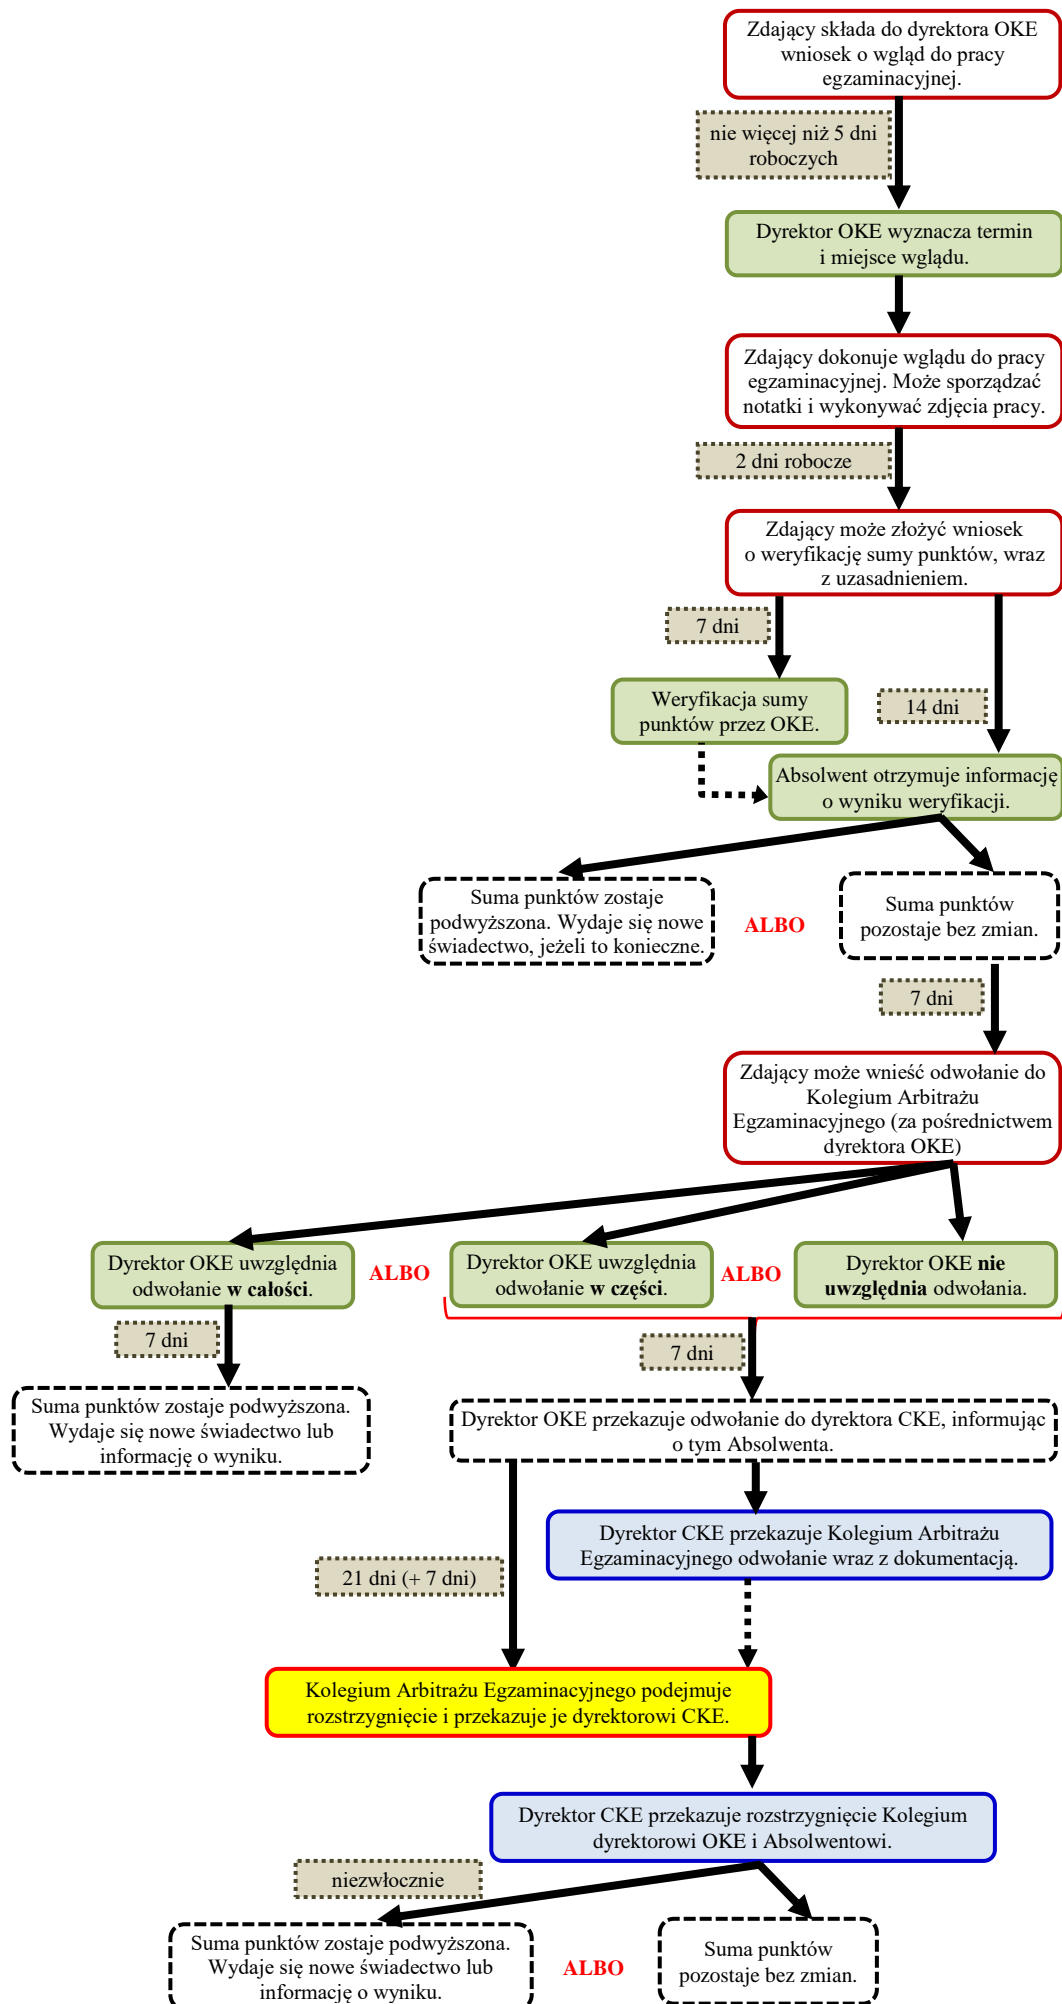 Zdający składa do dyrektora OKE
wniosek o wgląd do pracy
egzaminacyjnej.
nie więcej niż 5 dni
roboczych
Dyrektor OKE wyznacza termin
i miejsce wglądu.
Zdający dokonuje wglądu do pracy
egzaminacyjnej. Może sporządzać
notatki i wykonywać zdjęcia pracy.
2 dni robocze
Zdający może złożyć wniosek
o weryfikację sumy punktów, wraz
z uzasadnieniem.
7 dni
Weryfikacja sumy
punktów przez OKE.
14 dni
Absolwent otrzymuje informację
o wyniku weryfikacji.
Suma punktów zostaje
podwyższona. Wydaje się nowe
świadectwo, jeżeli to konieczne.
ALBO
Suma punktów
pozostaje bez zmian.
7 dni
Zdający może wnieść odwołanie do
Kolegium Arbitrażu
Egzaminacyjnego (za pośrednictwem
dyrektora OKE)
Dyrektor OKE uwzględnia
odwołanie w całości.
ALBO
Dyrektor OKE uwzględnia
odwołanie w części.
ALBO
Dyrektor OKE nie
uwzględnia odwołania.
7 dni
7 dni
Suma punktów zostaje podwyższona.
Wydaje się nowe świadectwo lub
informację o wyniku.
Dyrektor OKE przekazuje odwołanie do dyrektora CKE, informując
o tym Absolwenta.
Dyrektor CKE przekazuje Kolegium Arbitrażu
Egzaminacyjnego odwołanie wraz z dokumentacją.
21 dni (+ 7 dni)
Kolegium Arbitrażu Egzaminacyjnego podejmuje
rozstrzygnięcie i przekazuje je dyrektorowi CKE.
Dyrektor CKE przekazuje rozstrzygnięcie Kolegium
dyrektorowi OKE i Absolwentowi.
niezwłocznie
Suma punktów zostaje podwyższona.
Wydaje się nowe świadectwo lub
informację o wyniku.
ALBO
Suma punktów
pozostaje bez zmian.